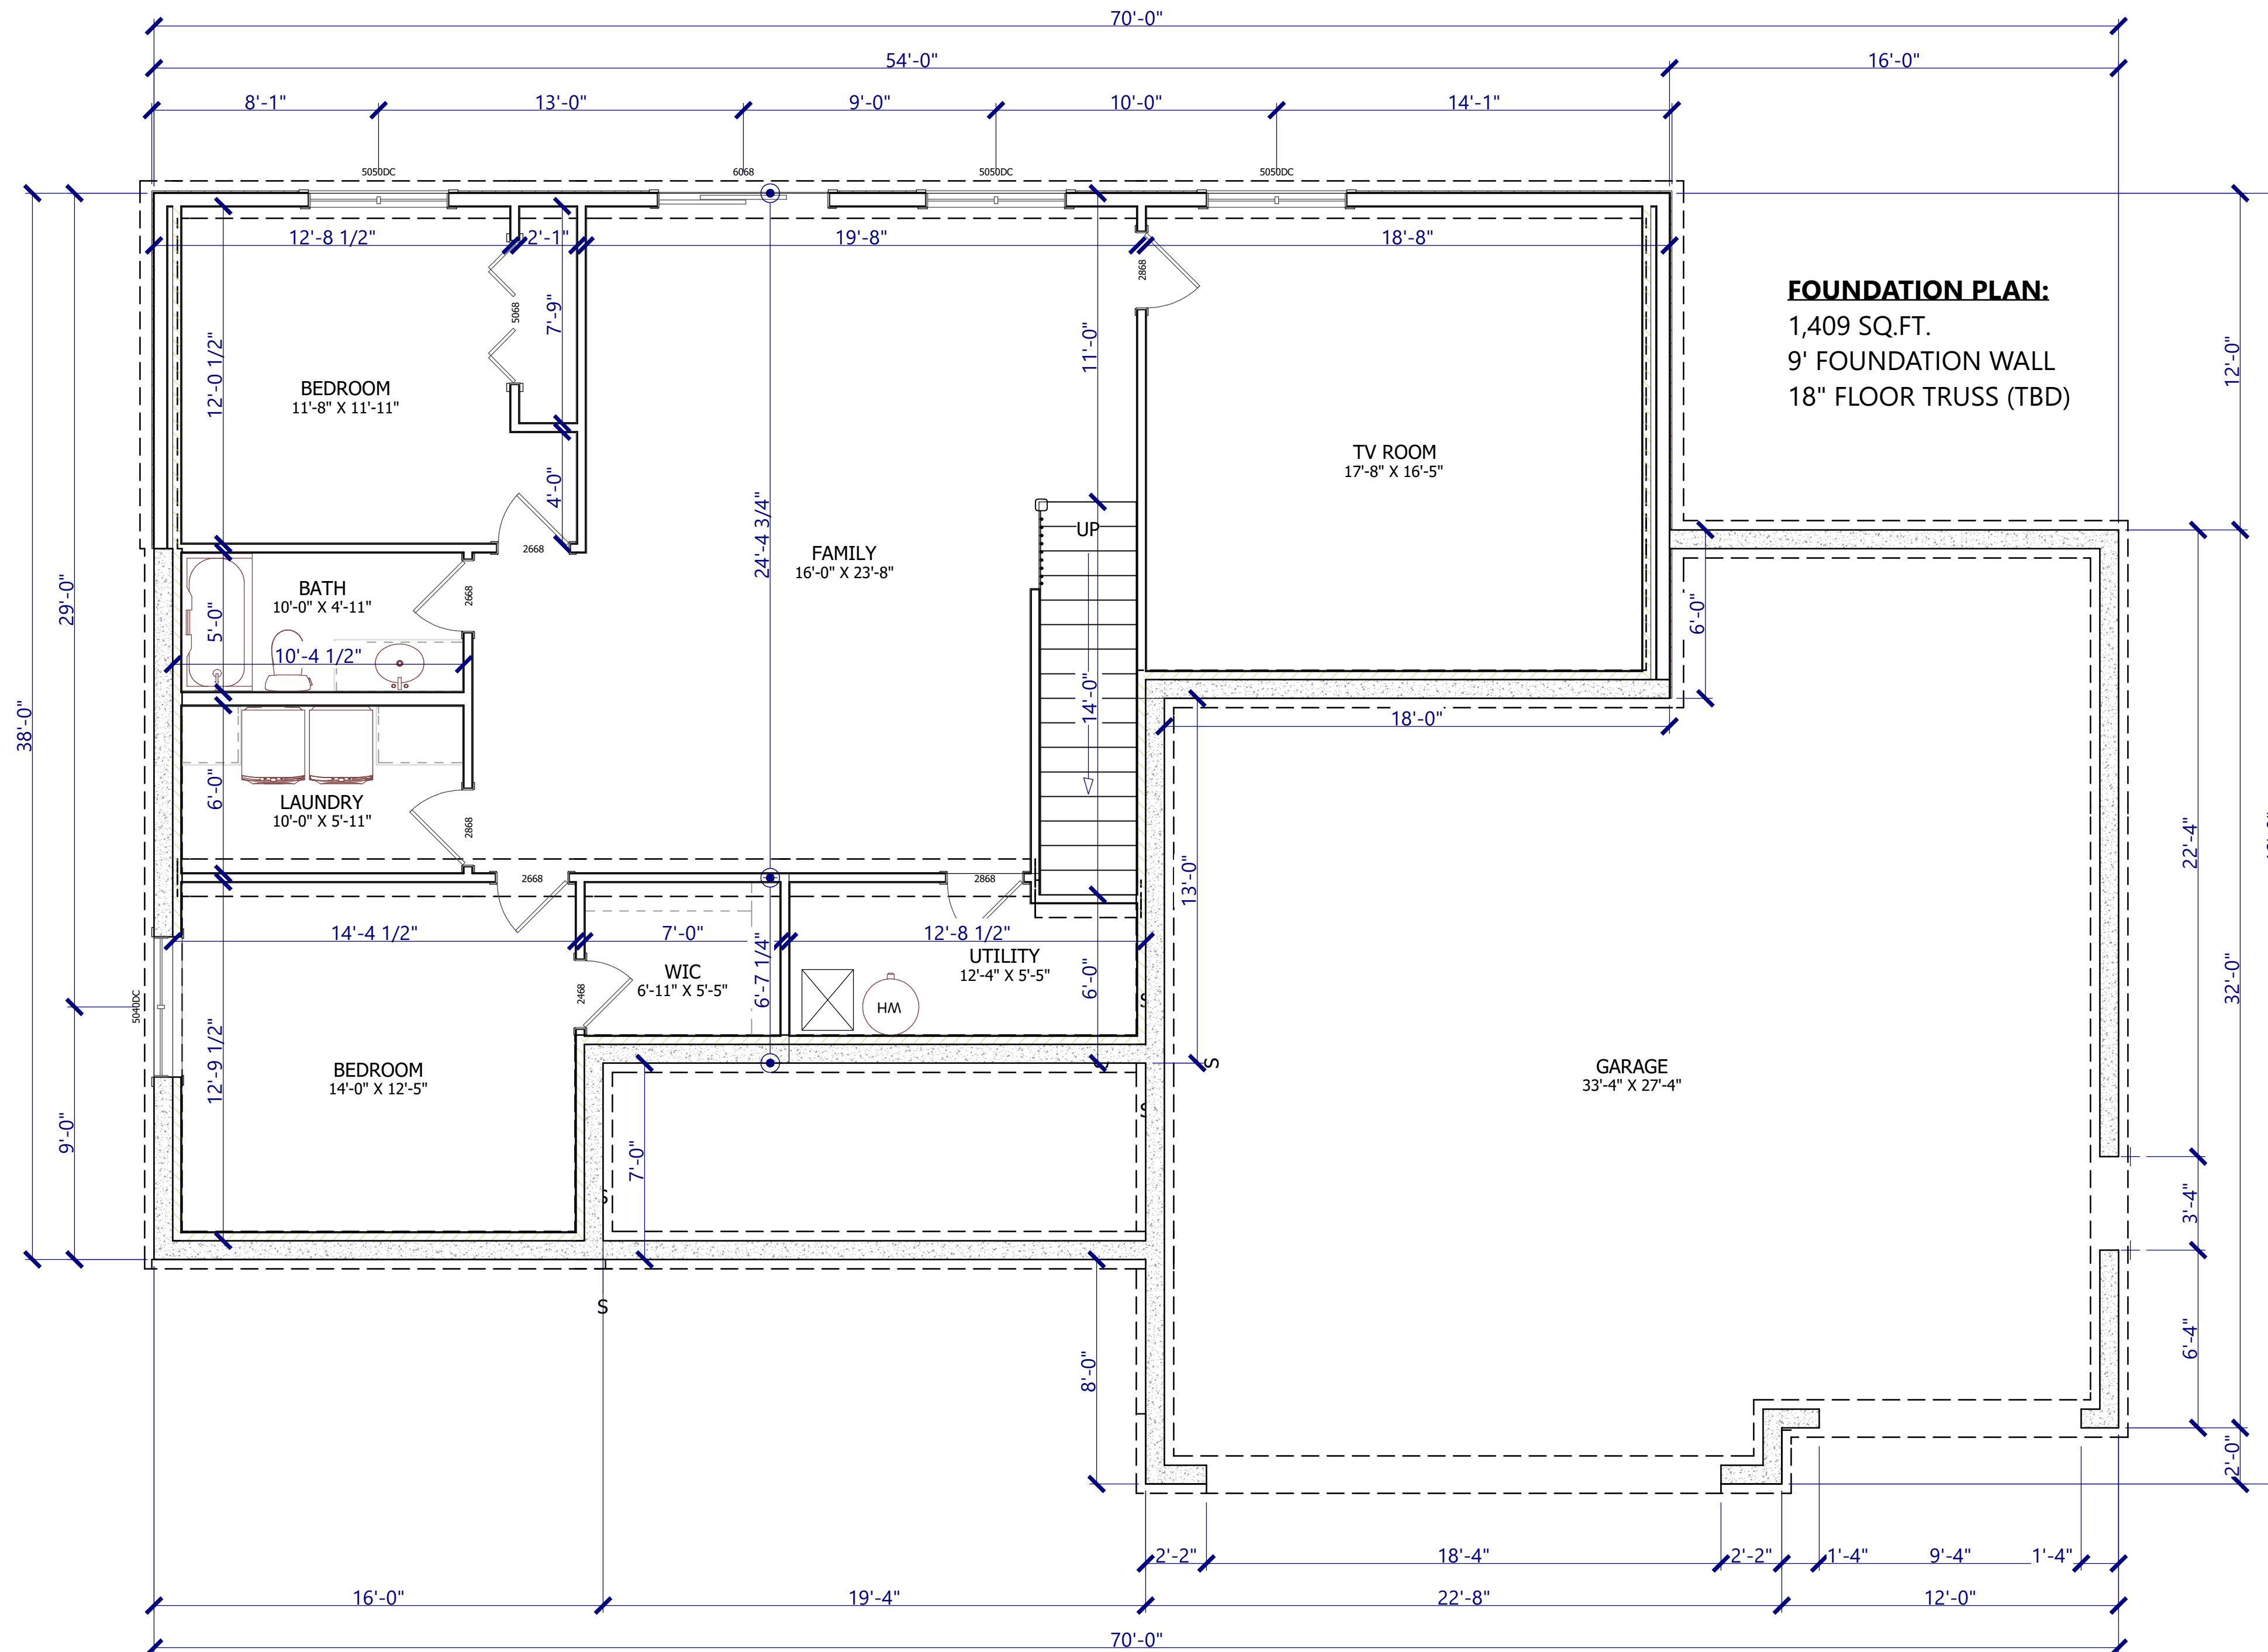 70'-0"
54'-0"
16'-0"
8'-1"
13'-0"
9'-0"
10'-0"
14'-1"
5050DC
6068
5050DC
5050DC
12'-8 1/2"
2'-1"
19'-8"
18'-8"
2868
FOUNDATION PLAN:
1,409 SQ.FT.
9' FOUNDATION WALL
18" FLOOR TRUSS (TBD)
5068
7'-9"
12'-0 1/2"
11'-0"
12'-0"
BEDROOM
11'-8" X 11'-11"
TV ROOM
17'-8" X 16'-5"
4'-0"
24'-4 3/4"
UP
2668
FAMILY
16'-0" X 23'-8"
BATH
10'-0" X 4'-11"
2668
29'-0"
5'-0"
6'-0"
10'-4 1/2"
38'-0"
14'-0"
18'-0"
6'-0"
LAUNDRY
10'-0" X 5'-11"
2868
22'-4"
2668
2868
13'-0"
14'-4 1/2"
7'-0"
12'-8 1/2"
UTILITY
12'-4" X 5'-5"
WIC
6'-11" X 5'-5"
6'-7 1/4"
6'-0"
32'-0"
2468
5040DC
HW
S
S
BEDROOM
14'-0" X 12'-5"
12'-9 1/2"
GARAGE
33'-4" X 27'-4"
9'-0"
S
7'-0"
3'-4"
S
S
6'-4"
8'-0"
2'-0"
2'-2"
18'-4"
2'-2"
1'-4"
9'-4"
1'-4"
16'-0"
19'-4"
22'-8"
12'-0"
70'-0"